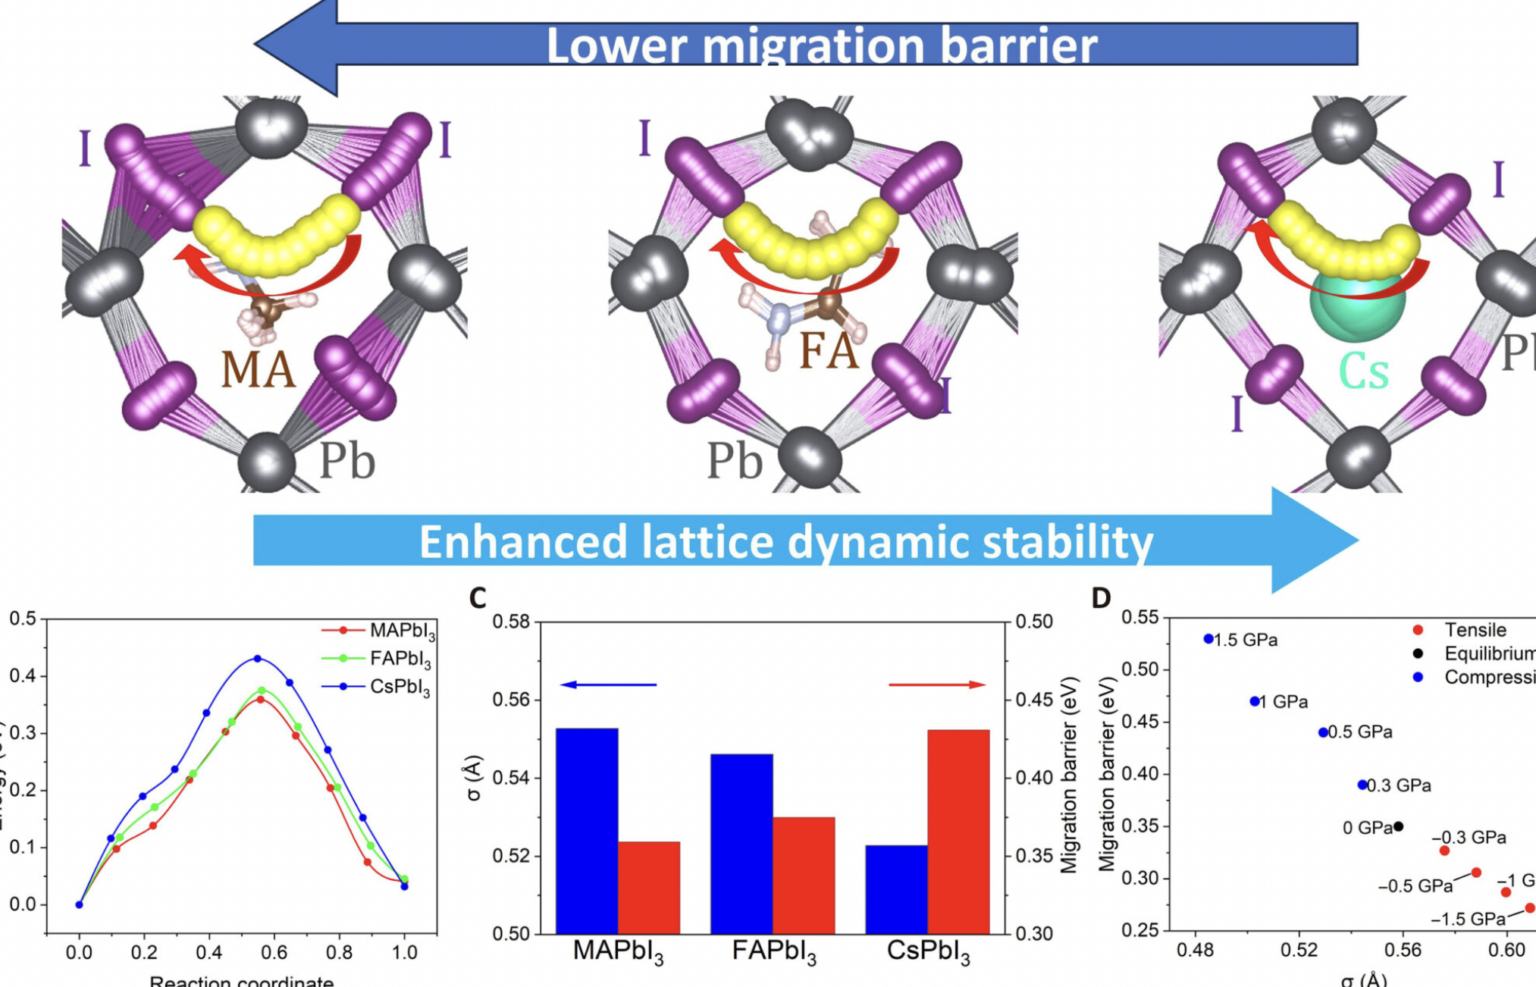 Lower migration barrier
I I
I
I
MA
FA
Cs
I
I
Pb
Pb
Enhanced lattice dynamic stability
0.5
0.4
0.3
0.2
0.1
0.0
MAPbI₃
FAPbI₃
CsPbI₃
0.0 0.2 0.4 0.6 0.8 1.0
Reaction coordinate
C
σ (Å)
0.58
0.56
0.54
0.52
0.50
0.50
0.45
0.40
0.35
0.30
Migration barrier (eV)
MAPbI₃ FAPbI₃ CsPbI₃
D
Migration barrier (eV)
0.55
0.50
0.45
0.40
0.35
0.30
0.25
Tensile
Equilibrium
1.5 GPa
1 GPa
0.5 GPa
0.3 GPa
0 GPa
−0.3 GPa
−0.5 GPa
−1 G
−1.5 GPa
0.48 0.52 0.56 0.60
σ (Å)